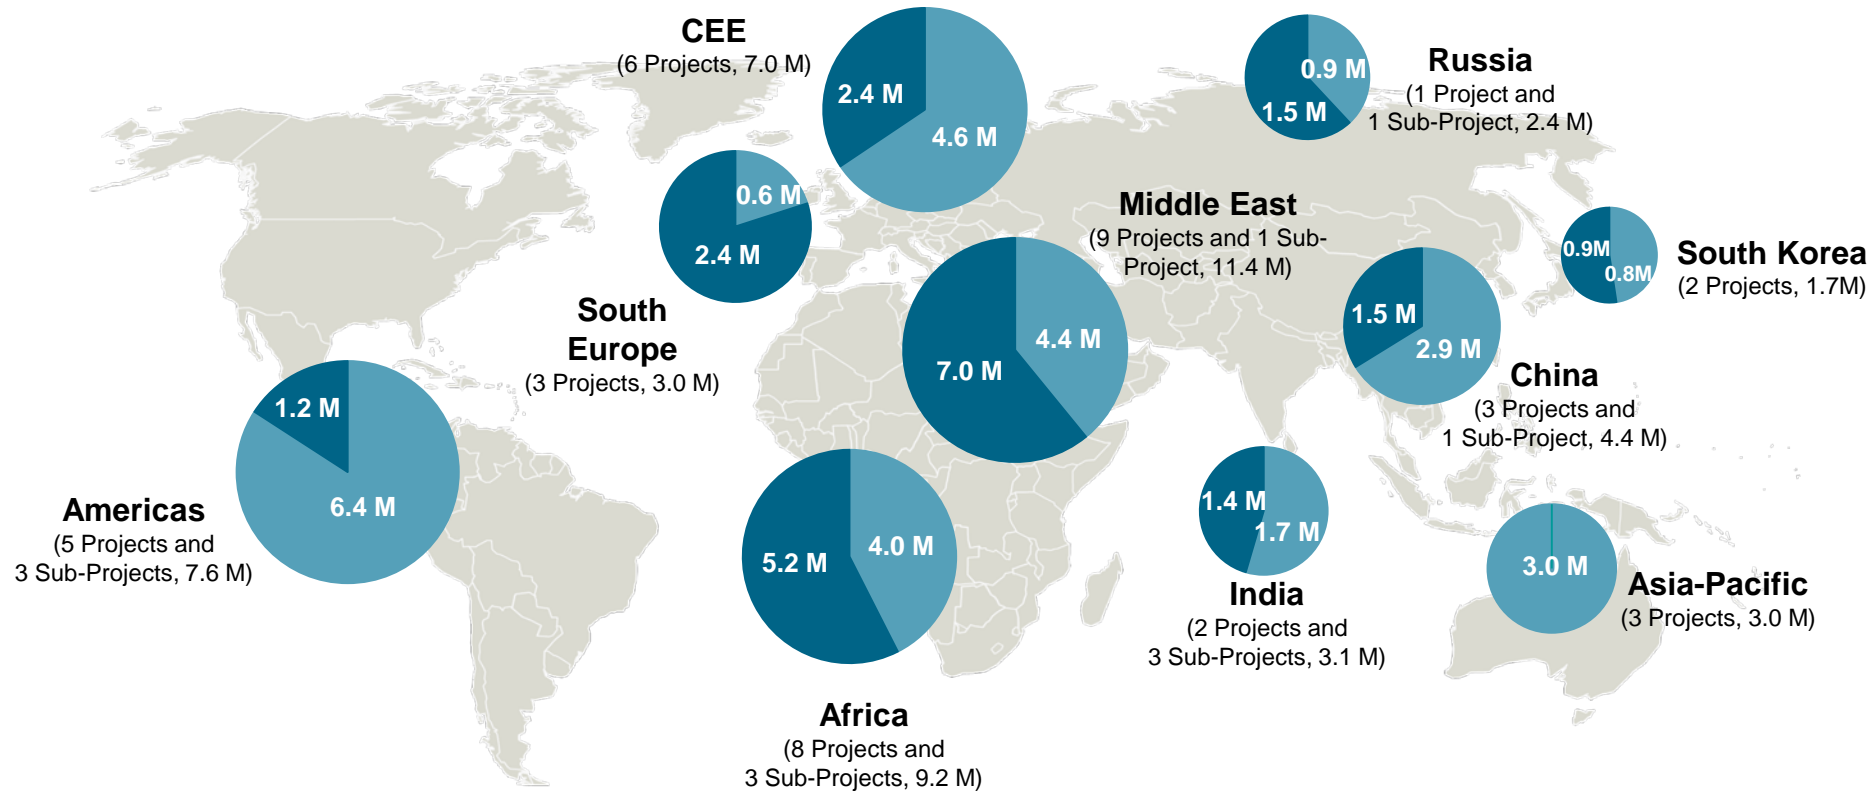 CEE
(6 Projects, 7.0 M)
2.4 M
4.6 M
0.9 M
1.5 M
Russia
(1 Project and
1 Sub-Project, 2.4 M)
0.6 M
2.4 M
South
Europe
(3 Projects, 3.0 M)
Middle East
(9 Projects and 1 Sub-
Project, 11.4 M)
4.4 M
7.0 M
0.9M
0.8M
South Korea
(2 Projects, 1.7M)
1.5 M
2.9 M
China
(3 Projects and
1 Sub-Project, 4.4 M)
1.2 M
6.4 M
Americas
(5 Projects and
3 Sub-Projects, 7.6 M)
5.2 M
4.0 M
Africa
(8 Projects and
3 Sub-Projects, 9.2 M)
1.4 M
1.7 M
India
(2 Projects and
3 Sub-Projects, 3.1 M)
3.0 M
Asia-Pacific
(3 Projects, 3.0 M)